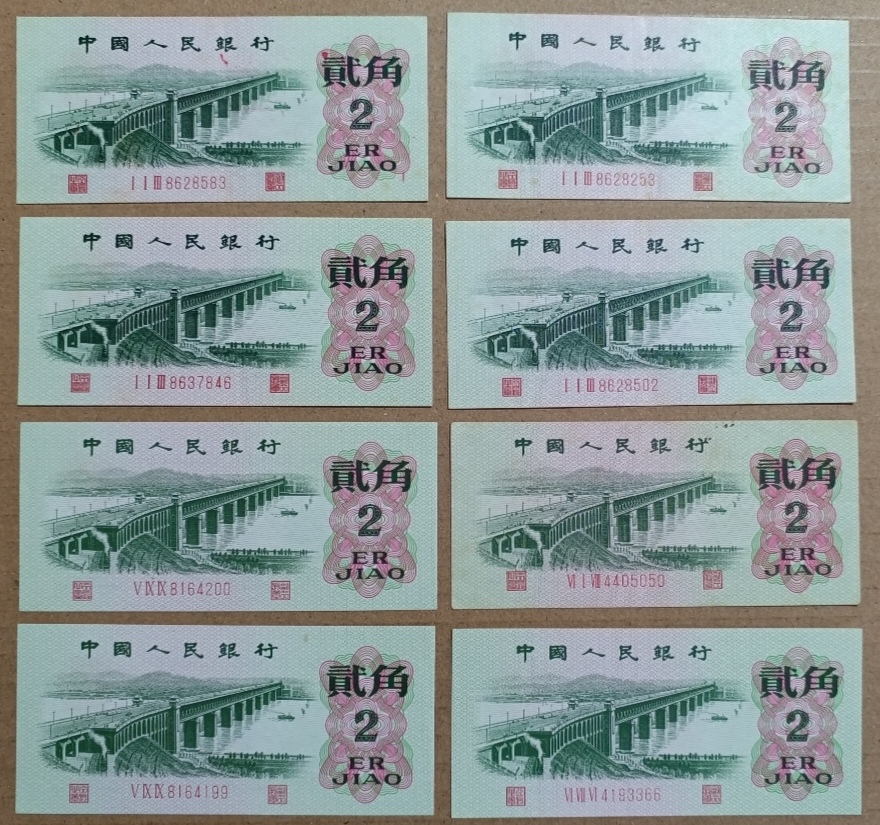 中國人民銀行
貳角
2
ER
JIAO
I I III 8628583
中國人民銀行
貳角
2
ER
JIAO
I I III 8628253
中國人民銀行
貳角
2
ER
JIAO
I I III 8637846
中國人民銀行
貳角
2
ER
JIAO
I I III 8628502
中國人民銀行
貳角
2
ER
JIAO
V IX IX 8164200
中國人民銀行
貳角
2
ER
JIAO
VI I VIII 4405050
中國人民銀行
貳角
2
ER
JIAO
V IX IX 8164199
中國人民銀行
貳角
2
ER
JIAO
VI VII VI 4183366